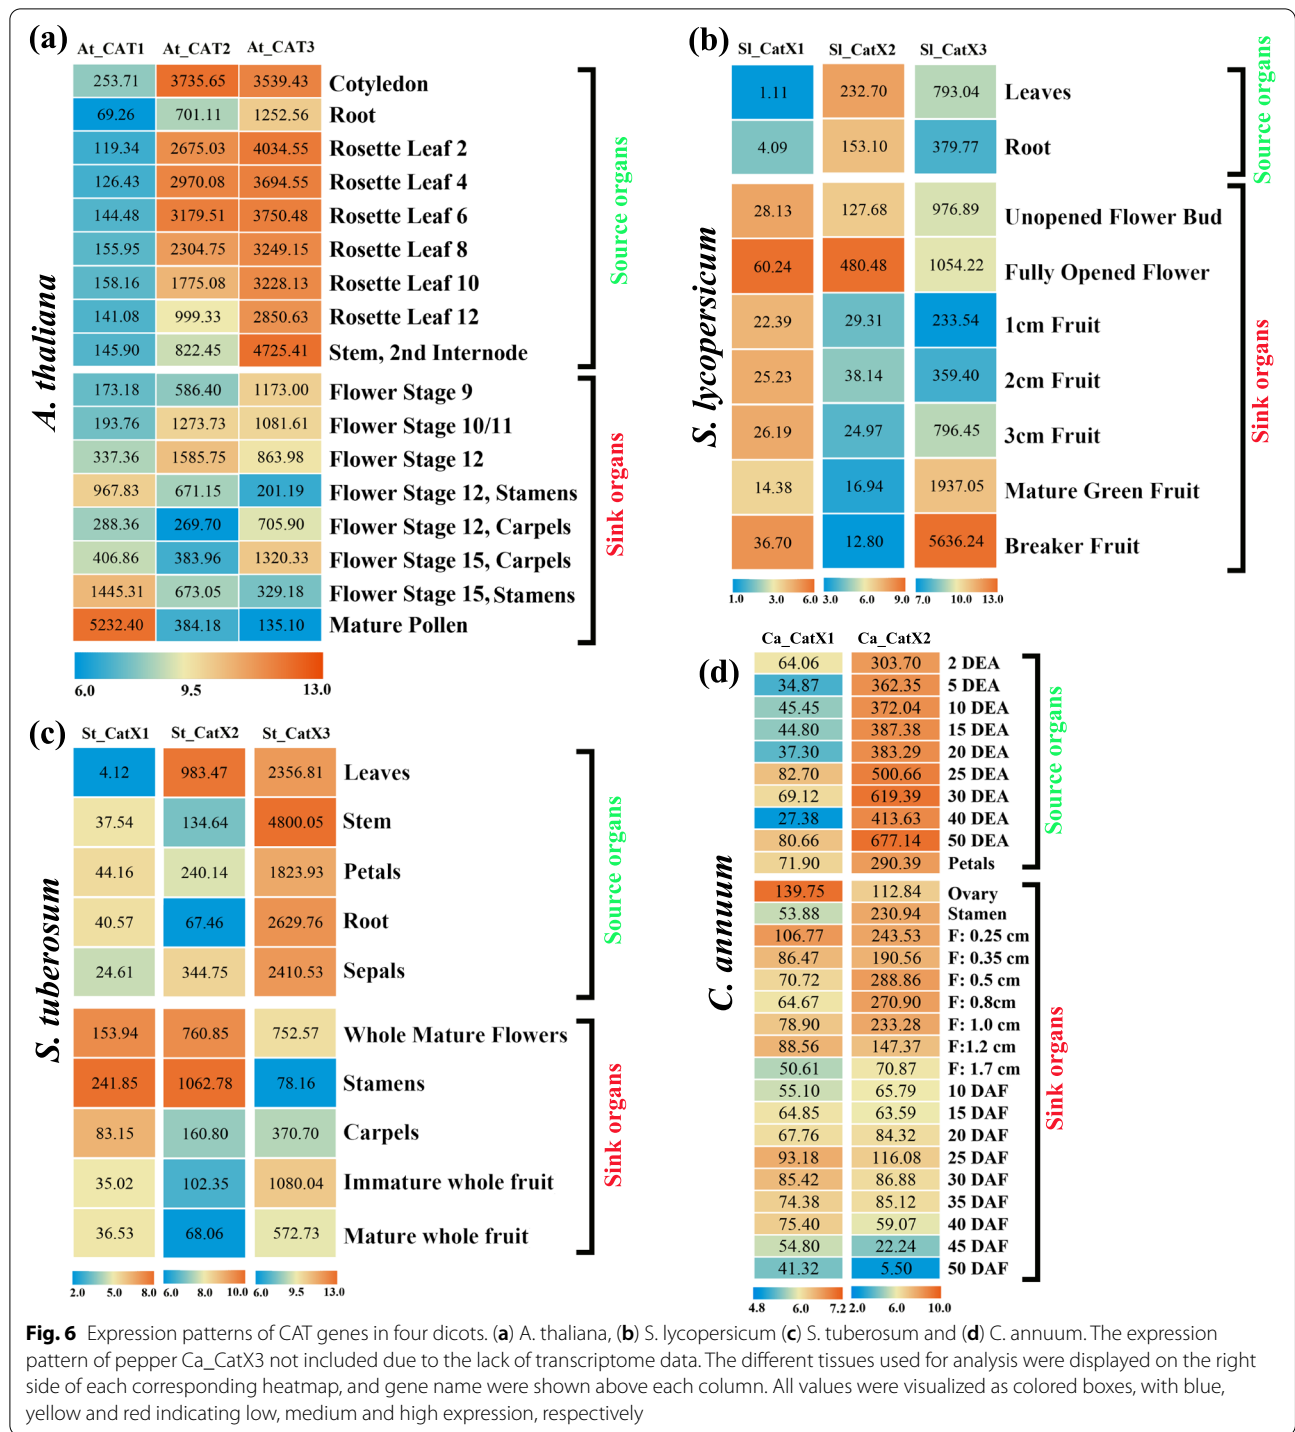 (a)
At_CAT1 At_CAT2 At_CAT3
253.71 3735.65 3539.43 Cotyledon
69.26 701.11 1252.56 Root
119.34 2675.03 4034.55 Rosette Leaf 2
126.43 2970.08 3694.55 Rosette Leaf 4
144.48 3179.51 3750.48 Rosette Leaf 6
155.95 2304.75 3249.15 Rosette Leaf 8
158.16 1775.08 3228.13 Rosette Leaf 10
141.08 999.33 2850.63 Rosette Leaf 12
145.90 822.45 4725.41 Stem, 2nd Internode
173.18 586.40 1173.00 Flower Stage 9
193.76 1273.73 1081.61 Flower Stage 10/11
337.36 1585.75 863.98 Flower Stage 12
967.83 671.15 201.19 Flower Stage 12, Stamens
288.36 269.70 705.90 Flower Stage 12, Carpels
406.86 383.96 1320.33 Flower Stage 15, Carpels
1445.31 673.05 329.18 Flower Stage 15, Stamens
5232.40 384.18 135.10 Mature Pollen
6.0 9.5 13.0
A. thaliana
Source organs
Sink organs
(b)
Sl_CatX1 Sl_CatX2 Sl_CatX3
1.11 232.70 793.04 Leaves
4.09 153.10 379.77 Root
28.13 127.68 976.89 Unopened Flower Bud
60.24 480.48 1054.22 Fully Opened Flower
22.39 29.31 233.54 1cm Fruit
25.23 38.14 359.40 2cm Fruit
26.19 24.97 796.45 3cm Fruit
14.38 16.94 1937.05 Mature Green Fruit
36.70 12.80 5636.24 Breaker Fruit
1.0 3.0 6.0 3.0 6.0 9.0 7.0 10.0 13.0
S. lycopersicum
Source organs
Sink organs
(c)
St_CatX1 St_CatX2 St_CatX3
4.12 983.47 2356.81 Leaves
37.54 134.64 4800.05 Stem
44.16 240.14 1823.93 Petals
40.57 67.46 2629.76 Root
24.61 344.75 2410.53 Sepals
153.94 760.85 752.57 Whole Mature Flowers
241.85 1062.78 78.16 Stamens
83.15 160.80 370.70 Carpels
35.02 102.35 1080.04 Immature whole fruit
36.53 68.06 572.73 Mature whole fruit
2.0 5.0 8.0 6.0 8.0 10.0 6.0 9.5 13.0
S. tuberosum
Source organs
Sink organs
(d)
Ca_CatX1 Ca_CatX2
64.06 303.70 2 DEA
34.87 362.35 5 DEA
45.45 372.04 10 DEA
44.80 387.38 15 DEA
37.30 383.29 20 DEA
82.70 500.66 25 DEA
69.12 619.39 30 DEA
27.38 413.63 40 DEA
80.66 677.14 50 DEA
71.90 290.39 Petals
139.75 112.84 Ovary
53.88 230.94 Stamen
106.77 243.53 F: 0.25 cm
86.47 190.56 F: 0.35 cm
70.72 288.86 F: 0.5 cm
64.67 270.90 F: 0.8cm
78.90 233.28 F: 1.0 cm
88.56 147.37 F:1.2 cm
50.61 70.87 F: 1.7 cm
55.10 65.79 10 DAF
64.85 63.59 15 DAF
67.76 84.32 20 DAF
93.18 116.08 25 DAF
85.42 86.88 30 DAF
74.38 85.12 35 DAF
75.40 59.07 40 DAF
54.80 22.24 45 DAF
41.32 5.50 50 DAF
4.8 6.0 7.2 2.0 6.0 10.0
C. annuum
Source organs
Sink organs
Fig. 6 Expression patterns of CAT genes in four dicots. (a) A. thaliana, (b) S. lycopersicum (c) S. tuberosum and (d) C. annuum. The expression
pattern of pepper Ca_CatX3 not included due to the lack of transcriptome data. The different tissues used for analysis were displayed on the right
side of each corresponding heatmap, and gene name were shown above each column. All values were visualized as colored boxes, with blue,
yellow and red indicating low, medium and high expression, respectively